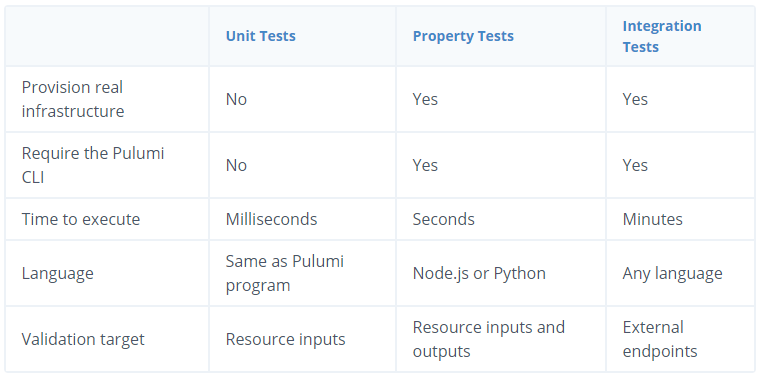 Unit Tests
Property Tests
Integration
Tests
Provision real
infrastructure
No
Yes
Yes
Require the Pulumi
CLI
No
Yes
Yes
Time to execute
Milliseconds
Seconds
Minutes
Language
Same as Pulumi
program
Node.js or Python
Any language
Validation target
Resource inputs
Resource inputs and
outputs
External
endpoints